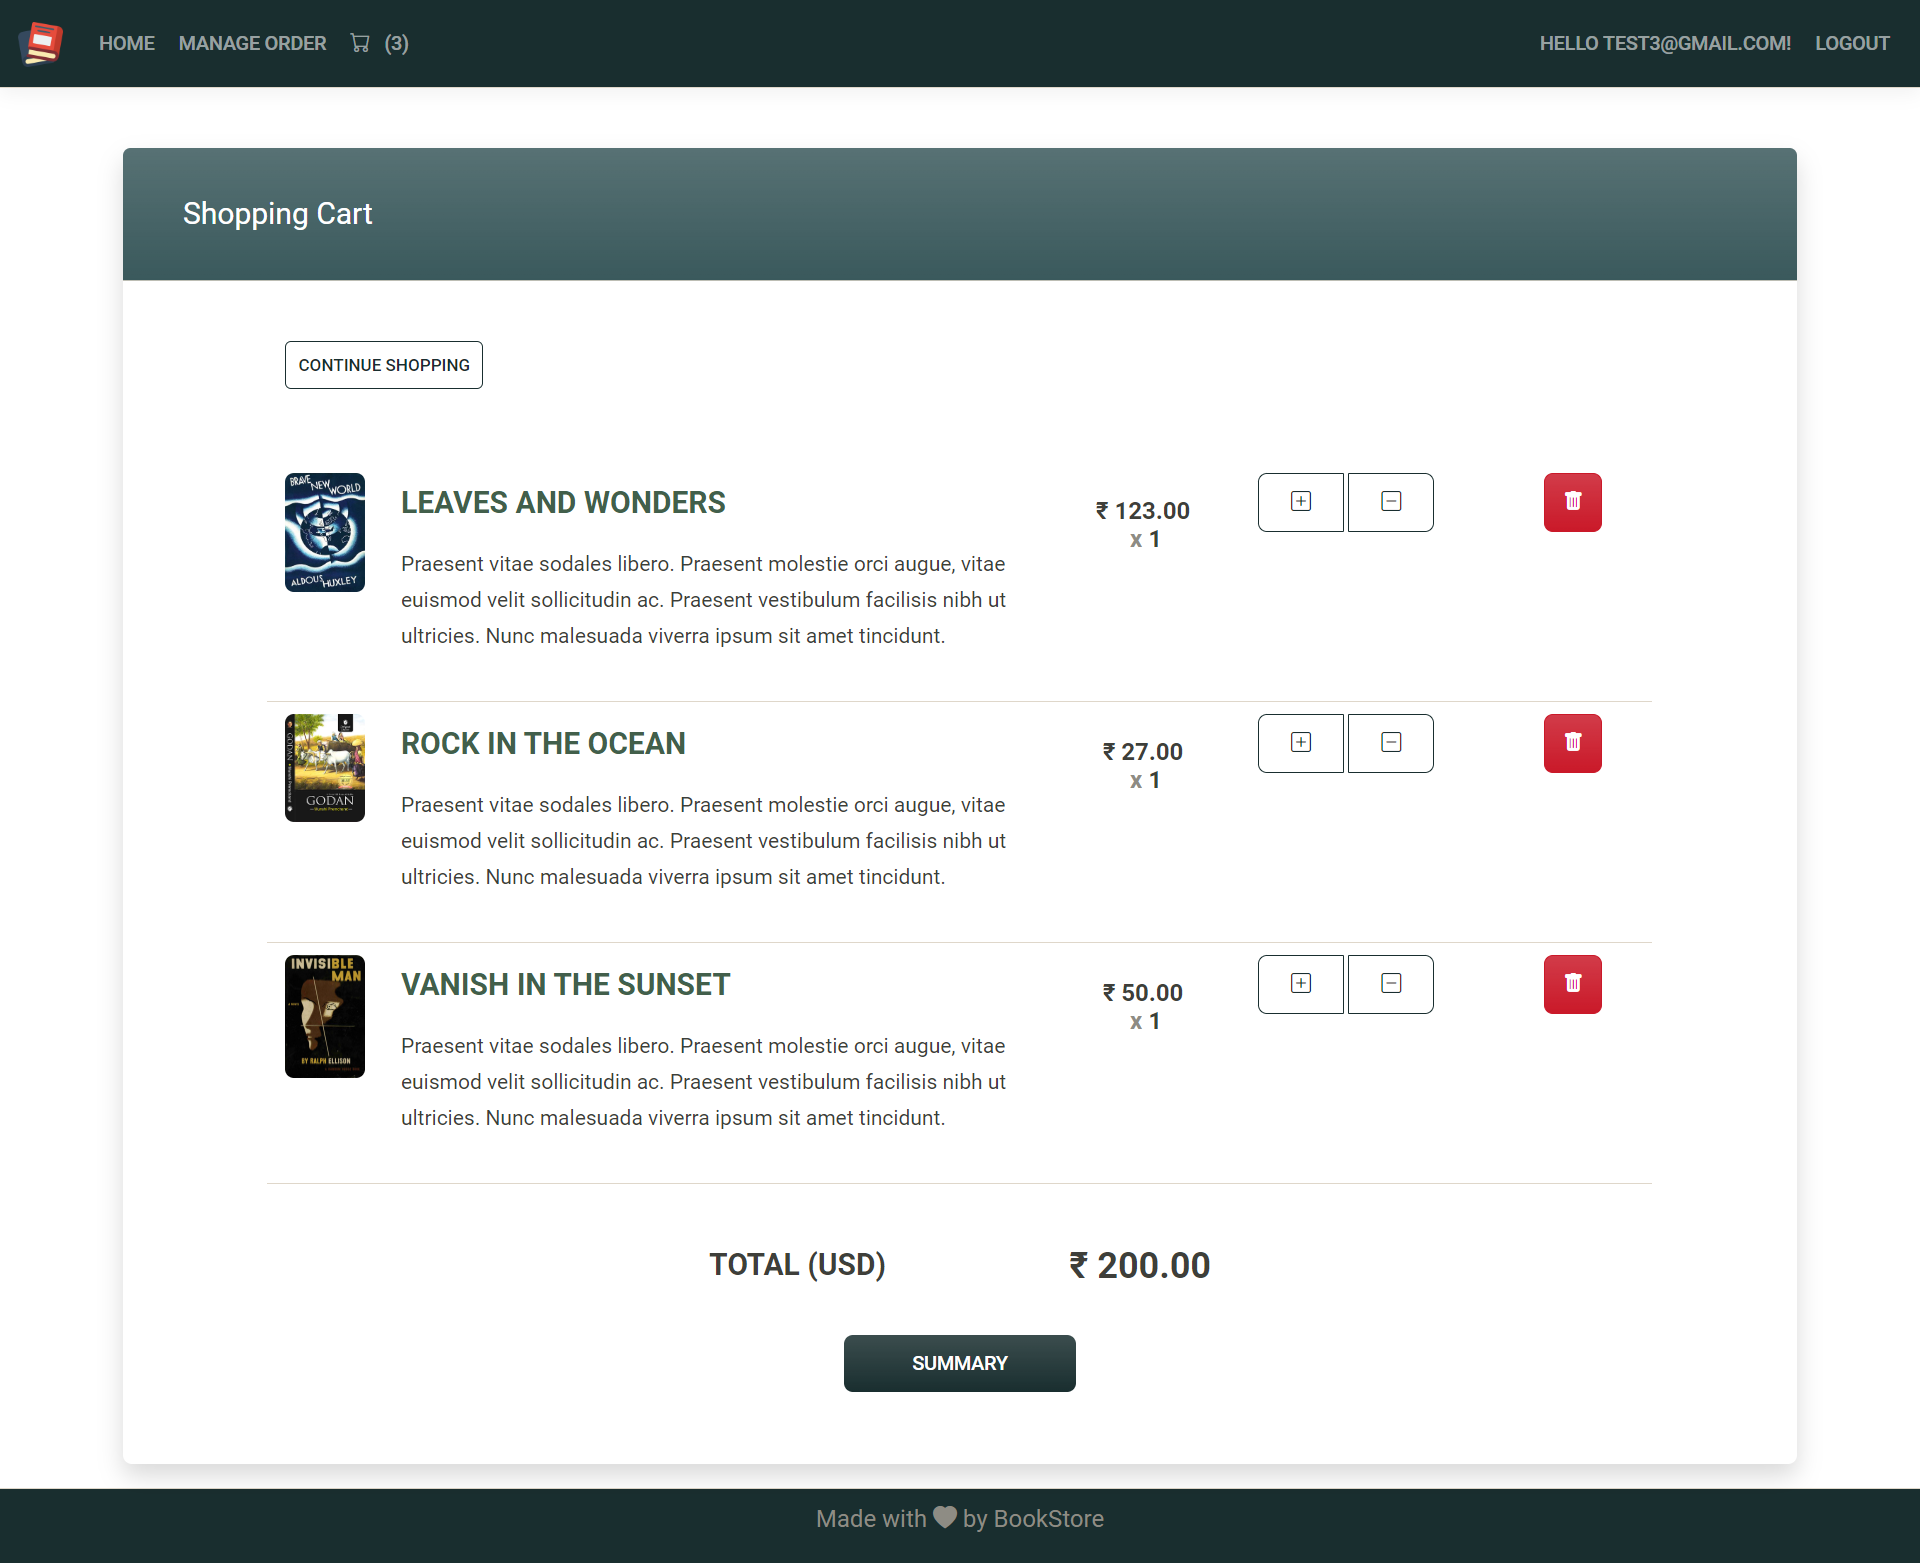 HOME MANAGE ORDER (3) HELLO TEST3@GMAIL.COM! LOGOUT
Shopping Cart
CONTINUE SHOPPING
BRAVE NEW WORLD
ALDOUS HUXLEY
LEAVES AND WONDERS
Praesent vitae sodales libero. Praesent molestie orci augue, vitae
euismod velit sollicitudin ac. Praesent vestibulum facilisis nibh ut
ultricies. Nunc malesuada viverra ipsum sit amet tincidunt.
₹ 123.00
x 1
GODAN
GODAN
ROCK IN THE OCEAN
Praesent vitae sodales libero. Praesent molestie orci augue, vitae
euismod velit sollicitudin ac. Praesent vestibulum facilisis nibh ut
ultricies. Nunc malesuada viverra ipsum sit amet tincidunt.
₹ 27.00
x 1
INVISIBLE
MAN
BY RALPH ELLISON
VANISH IN THE SUNSET
Praesent vitae sodales libero. Praesent molestie orci augue, vitae
euismod velit sollicitudin ac. Praesent vestibulum facilisis nibh ut
ultricies. Nunc malesuada viverra ipsum sit amet tincidunt.
₹ 50.00
x 1
TOTAL (USD) ₹ 200.00
SUMMARY
Made with by BookStore